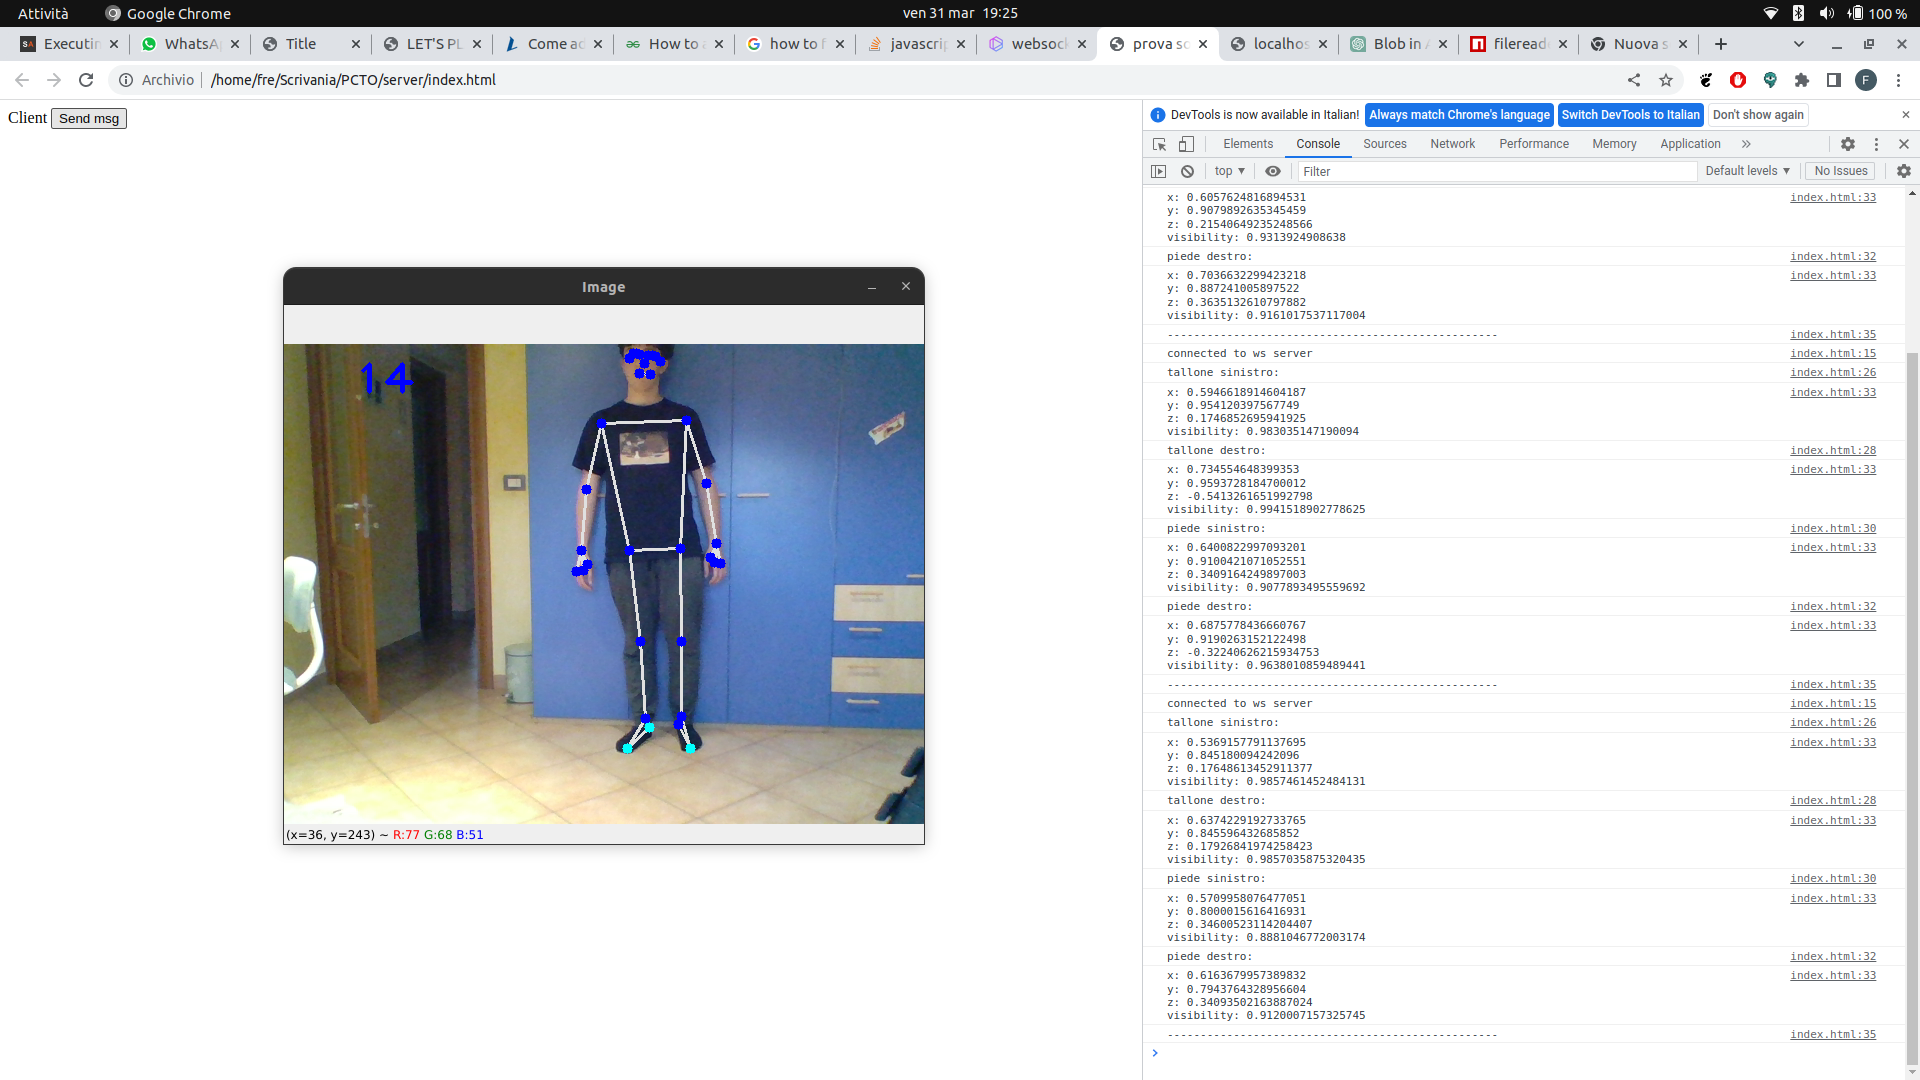 Attività
Google Chrome
ven 31 mar 19:25
100 %
Executin
WhatsA
Title
LET'S PL
Come ad
How to
how to f
javascrip
websock
prova so
localhos
Blob in
fileread
Nuova s
Archivio
/home/fre/Scrivania/PCTO/server/index.html
F
Client
Send msg
DevTools is now available in Italian!
Always match Chrome's language
Switch DevTools to Italian
Don't show again
Elements
Console
Sources
Network
Performance
Memory
Application
top
Filter
Default levels
No Issues
x: 0.6057624816894531 index.html:33
y: 0.9079892635345459
z: 0.21540649235248566
visibility: 0.9313924908638
piede destro: index.html:32
x: 0.7036632299423218 index.html:33
y: 0.887241005897522
z: 0.3635132610797882
visibility: 0.9161017537117004
-------------------------------------------------- index.html:35
connected to ws server index.html:15
tallone sinistro: index.html:26
x: 0.5946618914604187 index.html:33
y: 0.954120397567749
z: 0.1746852695941925
visibility: 0.983035147190094
tallone destro: index.html:28
x: 0.734554648399353 index.html:33
y: 0.9593728184700012
z: -0.5413261651992798
visibility: 0.9941518902778625
piede sinistro: index.html:30
x: 0.6400822997093201 index.html:33
y: 0.9100421071052551
z: 0.3409164249897003
visibility: 0.9077893495559692
piede destro: index.html:32
x: 0.6875778436660767 index.html:33
y: 0.9190263152122498
z: -0.32240626215934753
visibility: 0.9638010859489441
-------------------------------------------------- index.html:35
connected to ws server index.html:15
tallone sinistro: index.html:26
x: 0.5369157791137695 index.html:33
y: 0.845180094242096
z: 0.17648613452911377
visibility: 0.9857461452484131
tallone destro: index.html:28
x: 0.6374229192733765 index.html:33
y: 0.845596432685852
z: 0.17926841974258423
visibility: 0.9857035875320435
piede sinistro: index.html:30
x: 0.5709958076477051 index.html:33
y: 0.8000015616416931
z: 0.34600523114204407
visibility: 0.8881046772003174
piede destro: index.html:32
x: 0.6163679957389832 index.html:33
y: 0.7943764328956604
z: 0.34093502163887024
visibility: 0.9120007157325745
-------------------------------------------------- index.html:35
Image
14
(x=36, y=243) ~ R:77 G:68 B:51